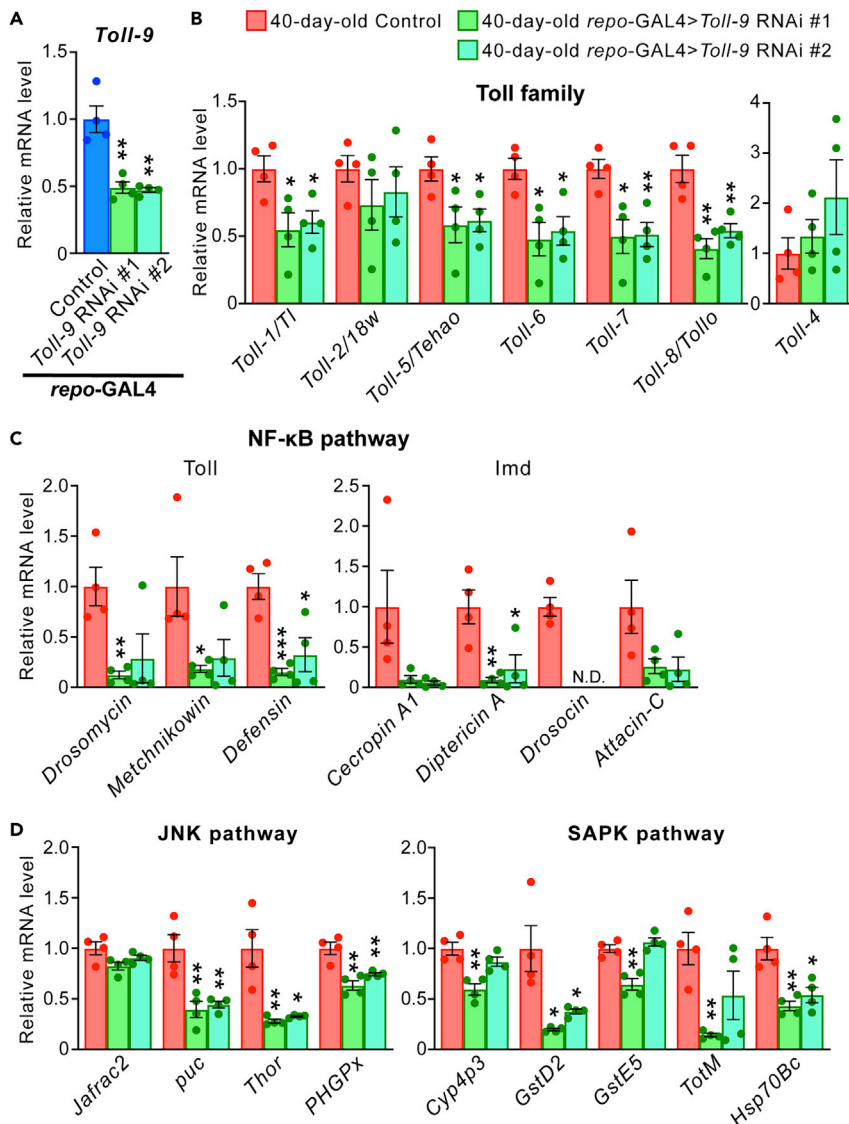 A
Toll-9
Relative mRNA level
1.5
1.0
0.5
0
**
**
Control
Toll-9 RNAi #1
Toll-9 RNAi #2
repo-GAL4
B
40-day-old Control
40-day-old repo-GAL4>Toll-9 RNAi #1
40-day-old repo-GAL4>Toll-9 RNAi #2
Toll family
Relative mRNA level
1.5
1.0
0.5
0
* *
* *
* *
* **
** **
Toll-1/Tl
Toll-2/18w
Toll-5/Tehao
Toll-6
Toll-7
Toll-8/Tollo
4
3
2
1
0
Toll-4
C
NF-κB pathway
Toll
Relative mRNA level
2.0
1.5
1.0
0.5
0
**
*
*** *
Drosomycin
Metchnikowin
Defensin
Imd
2.5
2.0
1.5
1.0
0.5
0
** *
N.D.
Cecropin A1
Diptericin A
Drosocin
Attacin-C
D
JNK pathway
Relative mRNA level
2.0
1.5
1.0
0.5
0
** **
** *
** **
Jafrac2
puc
Thor
PHGPx
SAPK pathway
2.0
1.5
1.0
0.5
0
**
* *
**
**
** *
Cyp4p3
GstD2
GstE5
TotM
Hsp70Bc